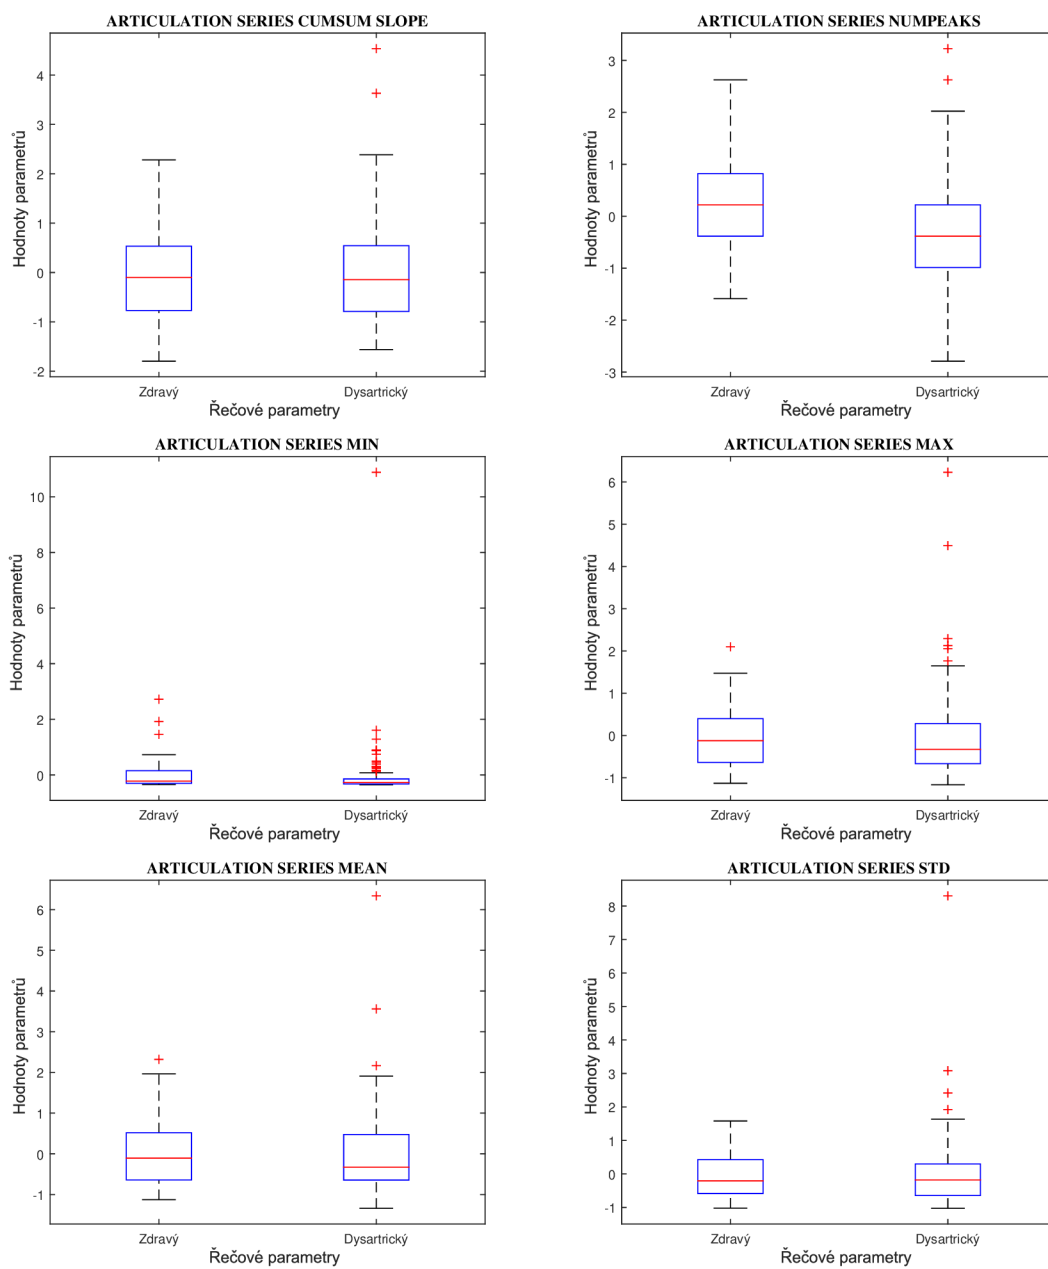 ARTICULATION SERIES CUMSUM SLOPE
Hodnoty parametrů
4
3
2
1
0
-1
-2
Zdravý Dysartrický
Řečové parametry
ARTICULATION SERIES NUMPEAKS
Hodnoty parametrů
3
2
1
0
-1
-2
-3
Zdravý Dysartrický
Řečové parametry
ARTICULATION SERIES MIN
Hodnoty parametrů
10
8
6
4
2
0
Zdravý Dysartrický
Řečové parametry
ARTICULATION SERIES MAX
Hodnoty parametrů
6
5
4
3
2
1
0
-1
Zdravý Dysartrický
Řečové parametry
ARTICULATION SERIES MEAN
Hodnoty parametrů
6
5
4
3
2
1
0
-1
Zdravý Dysartrický
Řečové parametry
ARTICULATION SERIES STD
Hodnoty parametrů
8
7
6
5
4
3
2
1
0
-1
Zdravý Dysartrický
Řečové parametry